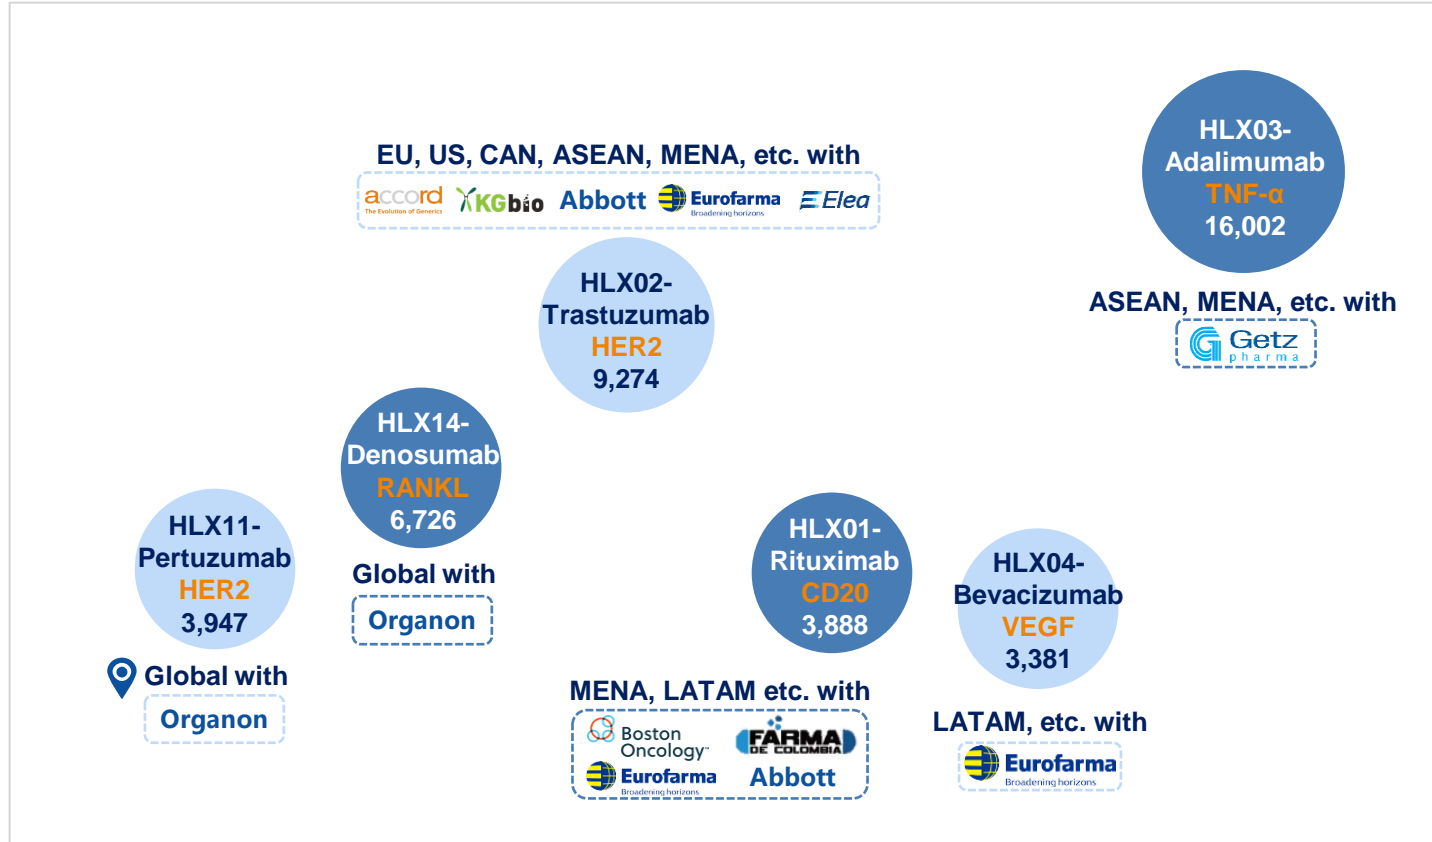 EU, US, CAN, ASEAN, MENA, etc. with
accord
The Evolution of Generics
KGbio
Abbott
Eurofarma
Broadening horizons
Elea
HLX03-
Adalimumab
TNF-α
16,002
ASEAN, MENA, etc. with
Getz
pharma
HLX02-
Trastuzumab
HER2
9,274
HLX14-
Denosumab
RANKL
6,726
Global with
Organon
HLX11-
Pertuzumab
HER2
3,947
Global with
Organon
HLX01-
Rituximab
CD20
3,888
MENA, LATAM etc. with
Boston
Oncology™
FARMA
DE COLOMBIA
Eurofarma
Broadening horizons
Abbott
HLX04-
Bevacizumab
VEGF
3,381
LATAM, etc. with
Eurofarma
Broadening horizons